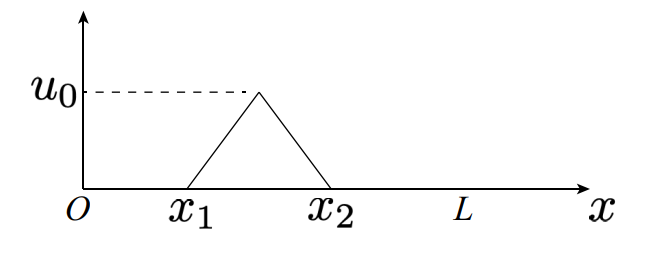 u₀
O x₁ x₂ L x